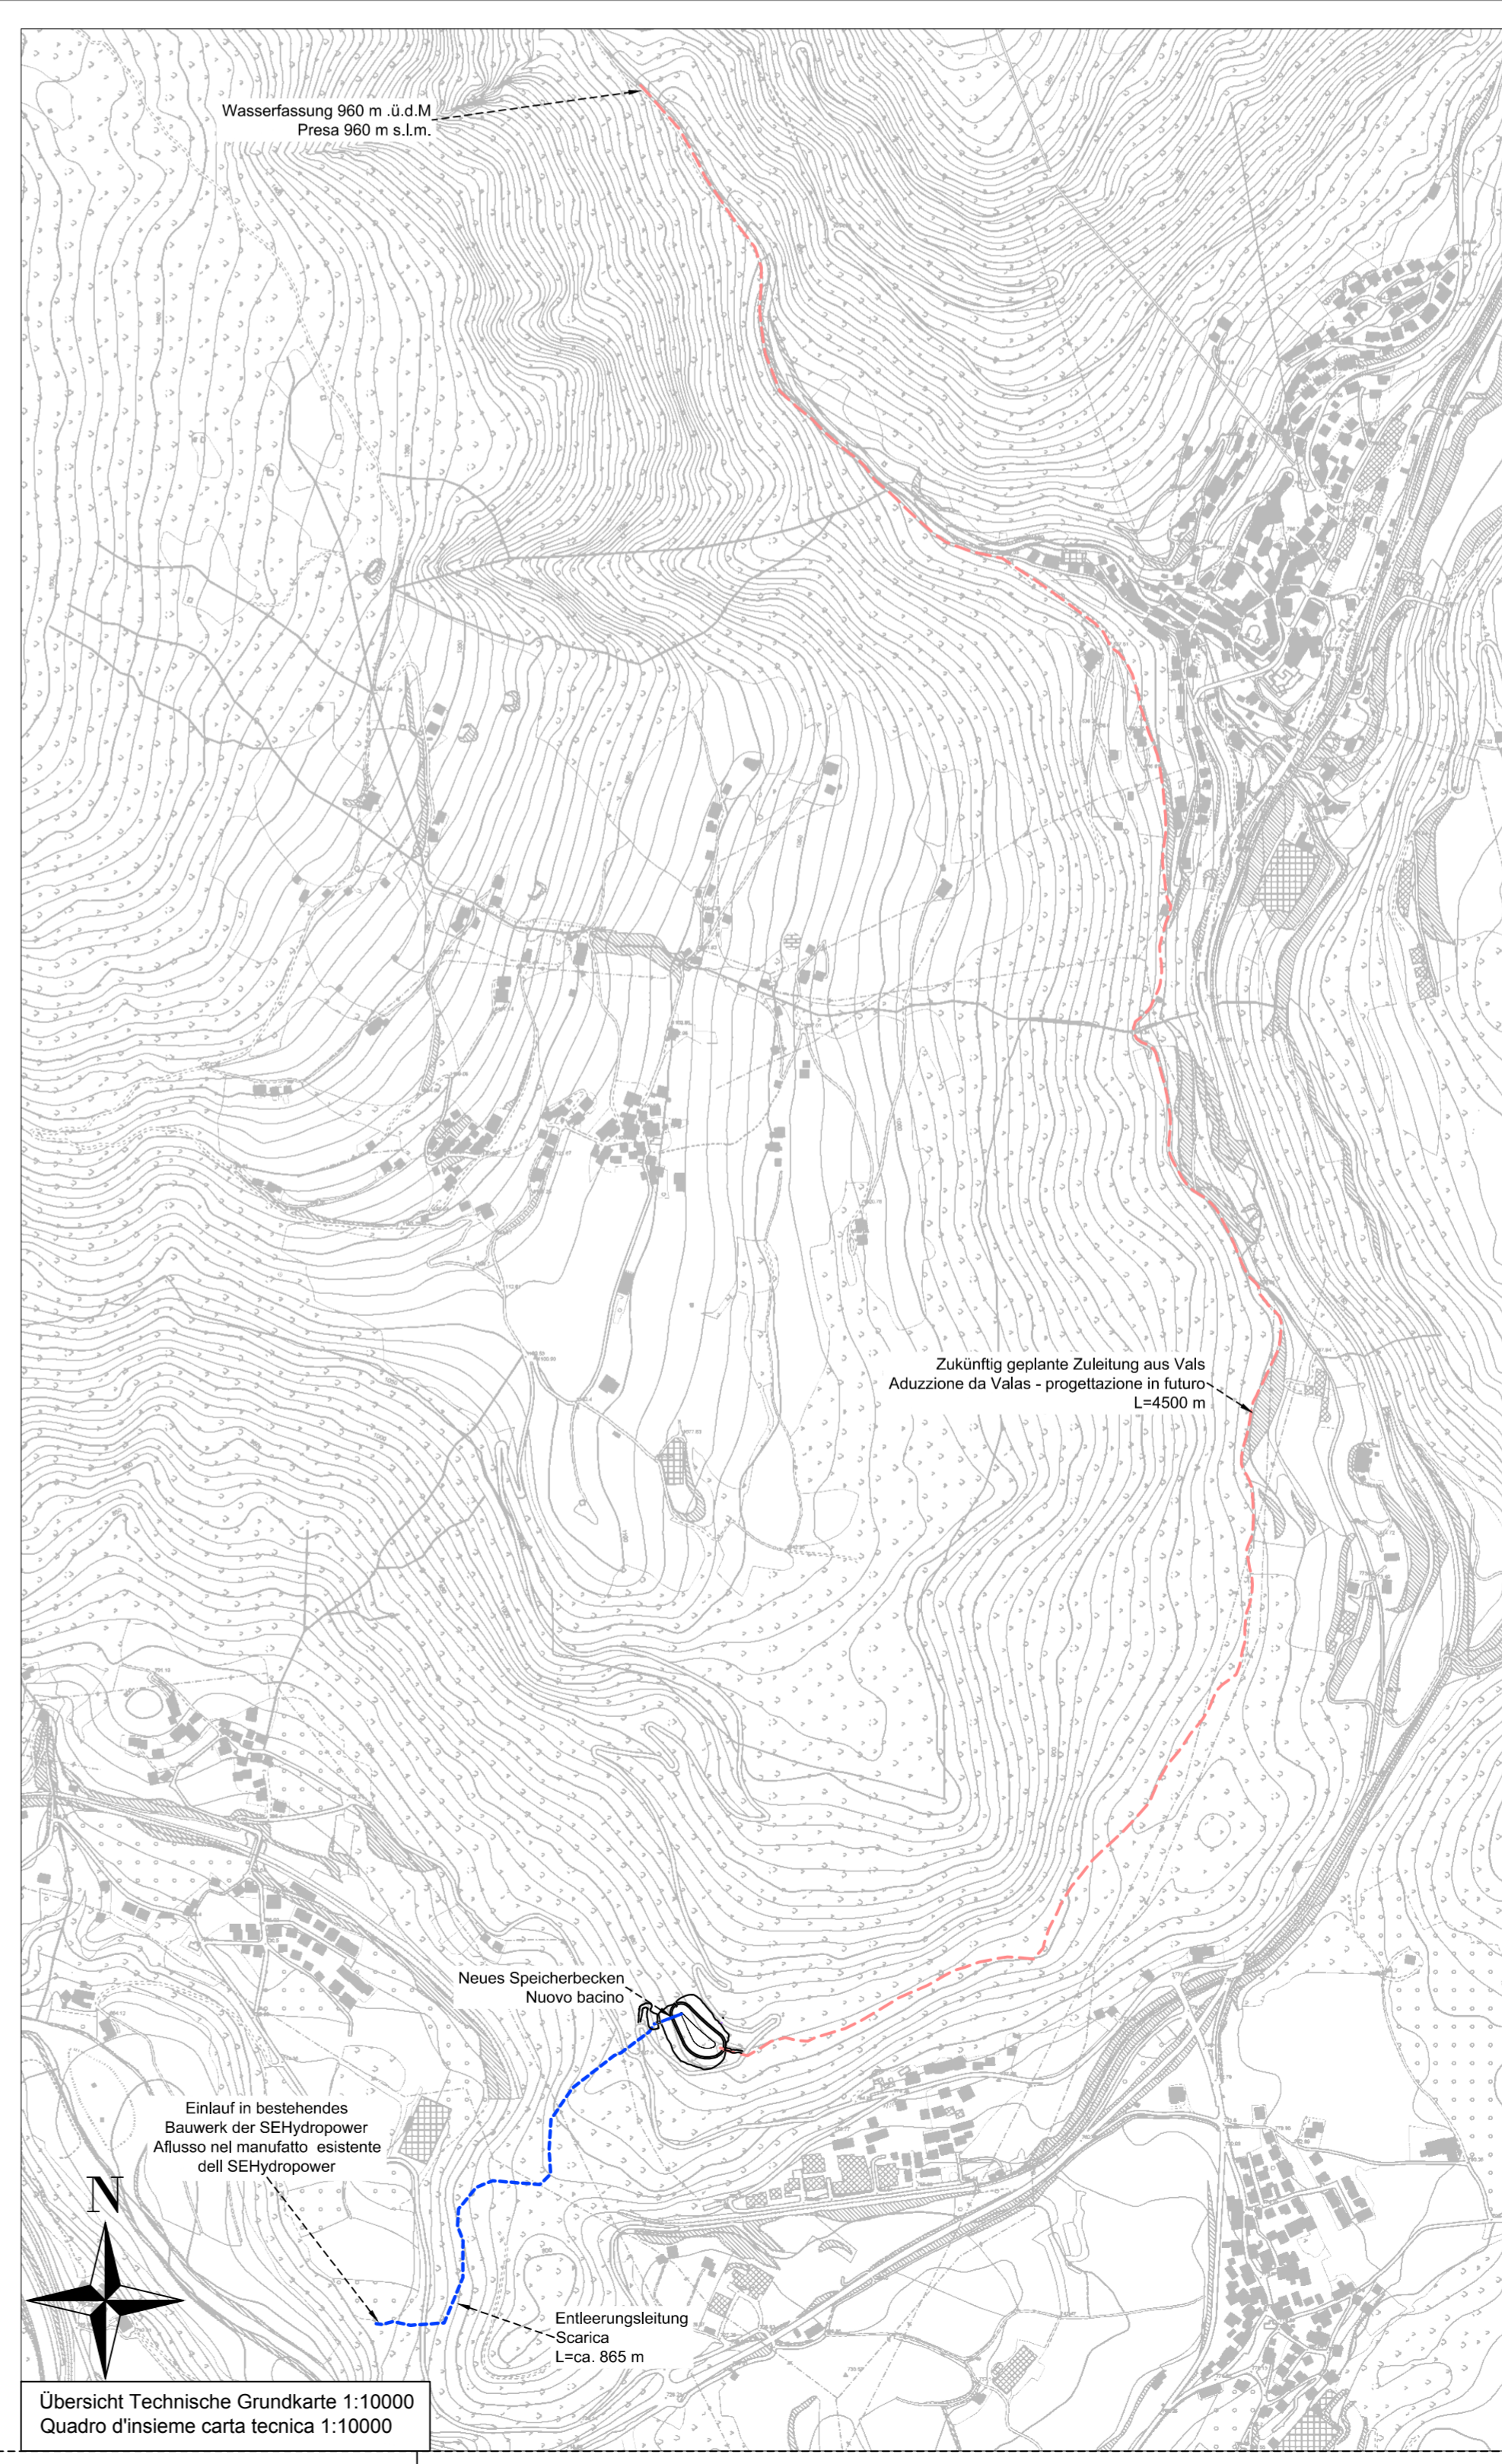 Wasserfassung 960 m .ü.d.M
Presa 960 m s.l.m.
Zukünftig geplante Zuleitung aus Vals
Aduzzione da Valas - progettazione in futuro
L=4500 m
Neues Speicherbecken
Nuovo bacino
Einlauf in bestehendes
Bauwerk der SEHydropower
Aflusso nel manufatto esistente
dell SEHydropower
N
Entleerungsleitung
Scarica
L=ca. 865 m
Übersicht Technische Grundkarte 1:10000
Quadro d'insieme carta tecnica 1:10000